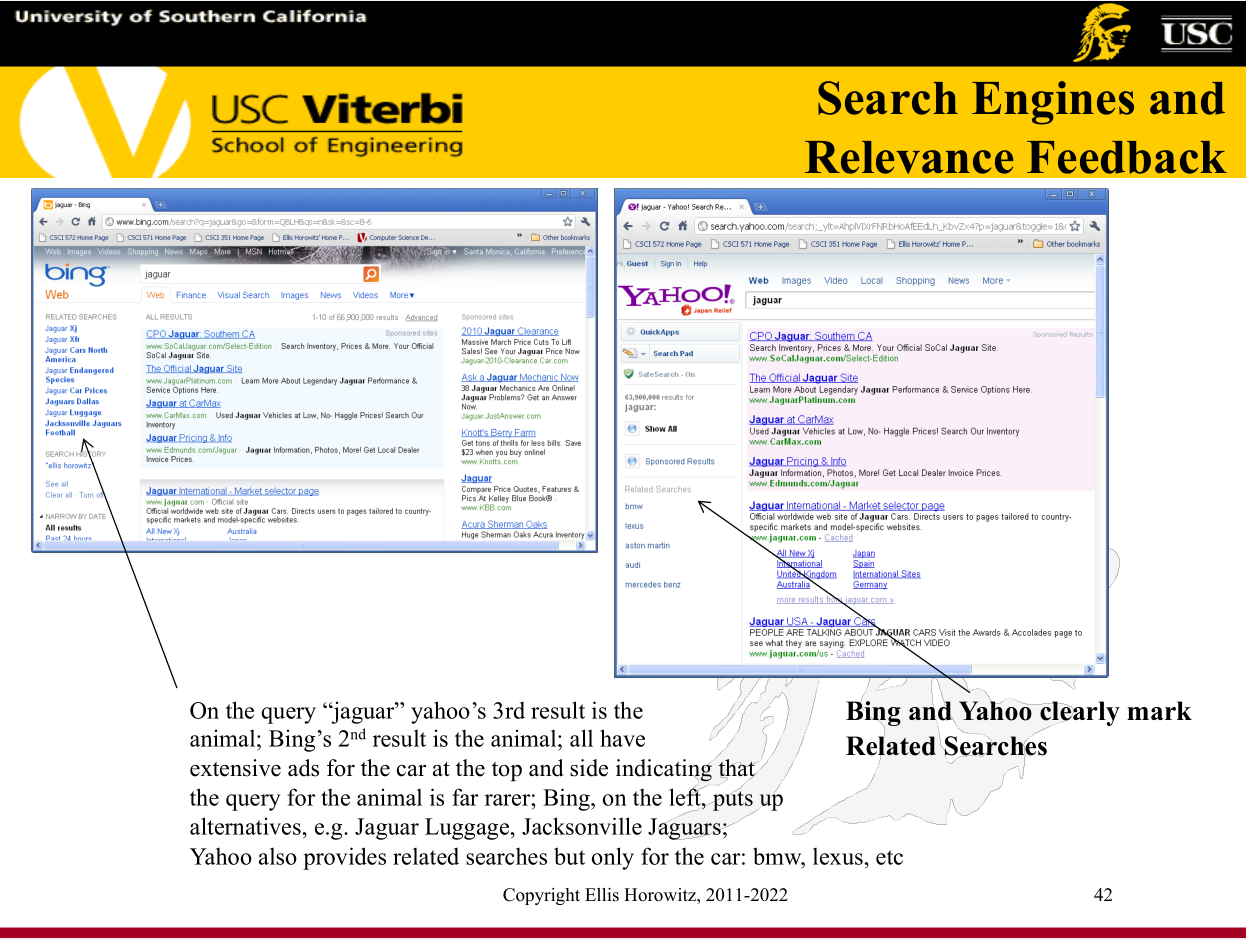 University of Southern California
USC
USC Viterbi
School of Engineering
Search Engines and
Relevance Feedback
jaguar - Bing
www.bing.com/search?q=jaguar&go=&form=QBLH&qs=n&sk=&sc=8-6
CSCI 572 Home Page CSCI 571 Home Page CSCI 351 Home Page Ellis Horowitz' Home P... Computer Science De... » Other bookmarks
Web Images Videos Shopping News Maps More | MSN Hotmail Sign in Santa Monica, California Preference
bing
jaguar
Web
Web Finance Visual Search Images News Videos More▾
RELATED SEARCHES
Jaguar Xj
Jaguar Xfr
Jaguar Cars North
America
Jaguar Endangered
Species
Jaguar Car Prices
Jaguars Dallas
Jaguar Luggage
Jacksonville Jaguars
Football
SEARCH HISTORY
"ellis horowitz
See all
Clear all · Turn off
NARROW BY DATE
All results
Past 24 hours
ALL RESULTS 1-10 of 66,900,000 results · Advanced
CPO Jaguar: Southern CA Sponsored sites
www.SoCalJaguar.com/Select-Edition · Search Inventory, Prices & More. Your Official
SoCal Jaguar Site.
The Official Jaguar Site
www.JaguarPlatinum.com · Learn More About Legendary Jaguar Performance &
Service Options Here.
Jaguar at CarMax
www.CarMax.com · Used Jaguar Vehicles at Low, No- Haggle Prices! Search Our
Inventory
Jaguar Pricing & Info
www.Edmunds.com/Jaguar · Jaguar Information, Photos, More! Get Local Dealer
Invoice Prices.
Jaguar International - Market selector page
www.jaguar.com · Official site
Official worldwide web site of Jaguar Cars. Directs users to pages tailored to country-
specific markets and model-specific websites.
All New Xj Australia
International Japan
Sponsored sites
2010 Jaguar Clearance
Massive March Price Cuts To Lift
Sales! See Your Jaguar Price Now
Jaguar-2010-Clearance.Car.com
Ask a Jaguar Mechanic Now
38 Jaguar Mechanics Are Online!
Jaguar Problems? Get an Answer
Now.
Jaguar.JustAnswer.com
Knott's Berry Farm
Get tons of thrills for less bills. Save
$23 when you buy online!
www.Knotts.com
Jaguar
Compare Price Quotes, Features &
Pics At Kelley Blue Book®.
www.KBB.com
Acura Sherman Oaks
Huge Sherman Oaks Acura Inventory
jaguar - Yahoo! Search Re...
search.yahoo.com/search;
CSCI 572 Home Page CSCI 571 Home Page CSCI 351 Home Page Ellis Horowitz' Home P... » Other bookmarks
Hi, Guest Sign In Help
YAHOO!
Japan Relief
Web Images Video Local Shopping News More
jaguar
QuickApps
Search Pad
SafeSearch - On
63,900,000 results for
jaguar:
Show All
Sponsored Results
Related Searches
bmw
lexus
aston martin
audi
mercedes benz
CPO Jaguar: Southern CA Sponsored Results
Search Inventory, Prices & More. Your Official SoCal Jaguar Site.
www.SoCalJaguar.com/Select-Edition
The Official Jaguar Site
Learn More About Legendary Jaguar Performance & Service Options Here.
www.JaguarPlatinum.com
Jaguar at CarMax
Used Jaguar Vehicles at Low, No- Haggle Prices! Search Our Inventory
www.CarMax.com
Jaguar Pricing & Info
Jaguar Information, Photos, More! Get Local Dealer Invoice Prices.
www.Edmunds.com/Jaguar
Jaguar International - Market selector page
Official worldwide web site of Jaguar Cars. Directs users to pages tailored to country-
specific markets and model-specific websites.
www.jaguar.com - Cached
All New Xj Japan
International Spain
United Kingdom International Sites
Australia Germany
more results from jaguar.com »
Jaguar USA - Jaguar Cars
PEOPLE ARE TALKING ABOUT JAGUAR CARS Visit the Awards & Accolades page to
see what they are saying. EXPLORE WATCH VIDEO
www.jaguar.com/us - Cached
On the query “jaguar” yahoo’s 3rd result is the
animal; Bing’s 2nd result is the animal; all have
extensive ads for the car at the top and side indicating that
the query for the animal is far rarer; Bing, on the left, puts up
alternatives, e.g. Jaguar Luggage, Jacksonville Jaguars;
Yahoo also provides related searches but only for the car: bmw, lexus, etc
Bing and Yahoo clearly mark
Related Searches
Copyright Ellis Horowitz, 2011-2022
42